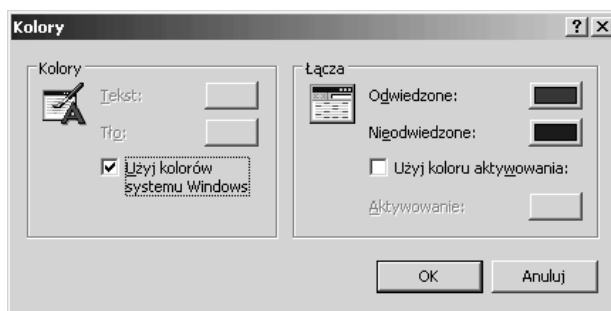 Kolory
Kolory
Tekst:
Tło:
Użyj kolorów
systemu Windows
Łącza
Odwiedzone:
Nieodwiedzone:
Użyj koloru aktywowania:
Aktywowanie:
OK
Anuluj